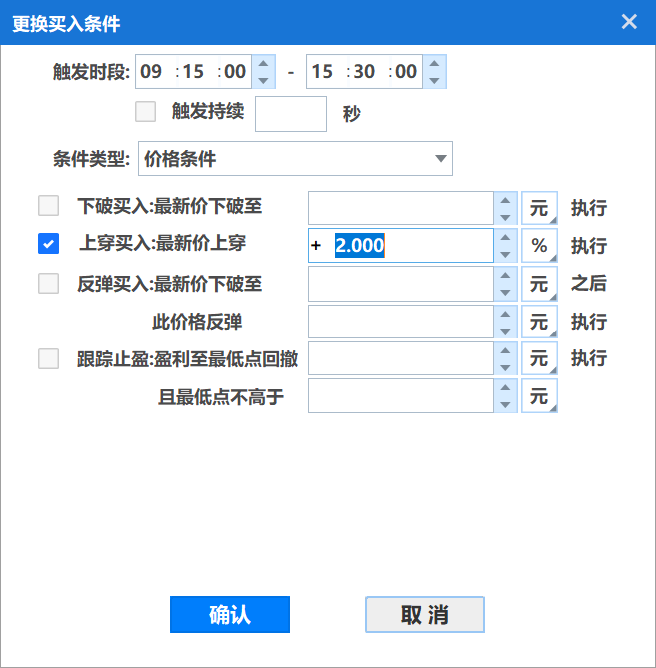 更换买入条件
触发时段: 09 :15 :00 - 15 :30 :00
触发持续 秒
条件类型: 价格条件
下破买入:最新价下破至 元 执行
上穿买入:最新价上穿 + 2.000 % 执行
反弹买入:最新价下破至 元 之后
此价格反弹 元 执行
跟踪止盈:盈利至最低点回撤 元 执行
且最低点不高于 元
确认 取 消